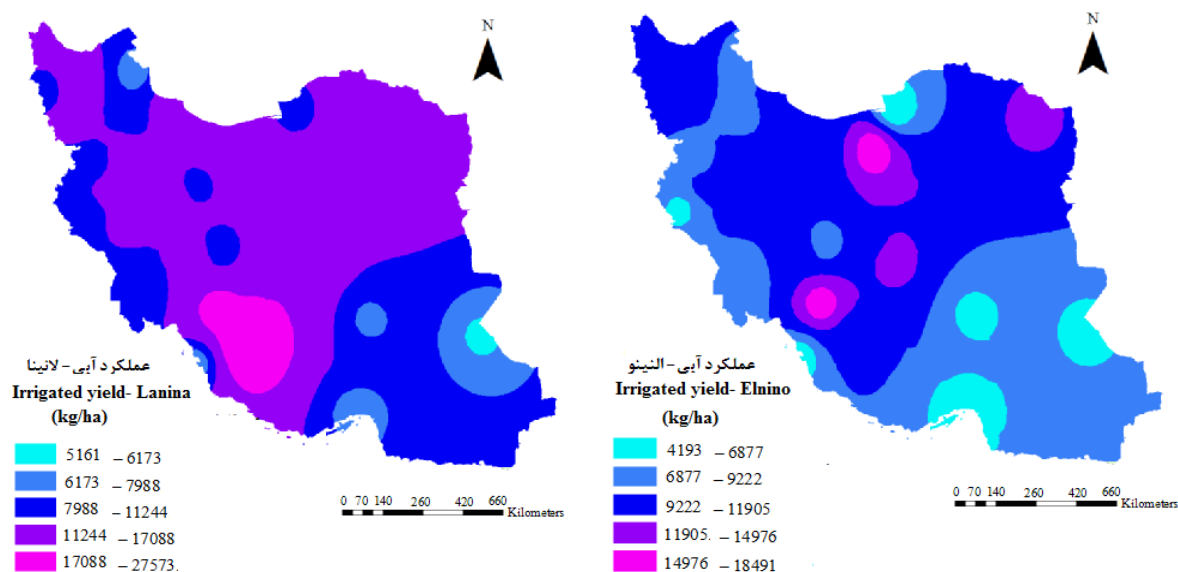 N
عملکرد آبی - لانینا
Irrigated yield- Lanina
(kg/ha)
5161 – 6173
6173 – 7988
7988 – 11244
11244 – 17088
17088 – 27573.
0 70 140 260 420 660
Kilometers
N
عملکرد آبی - النینو
Irrigated yield- Elnino
(kg/ha)
4193 – 6877
6877 – 9222
9222 – 11905
11905. – 14976
14976 – 18491
0 70 140 260 420 660
Kilometers